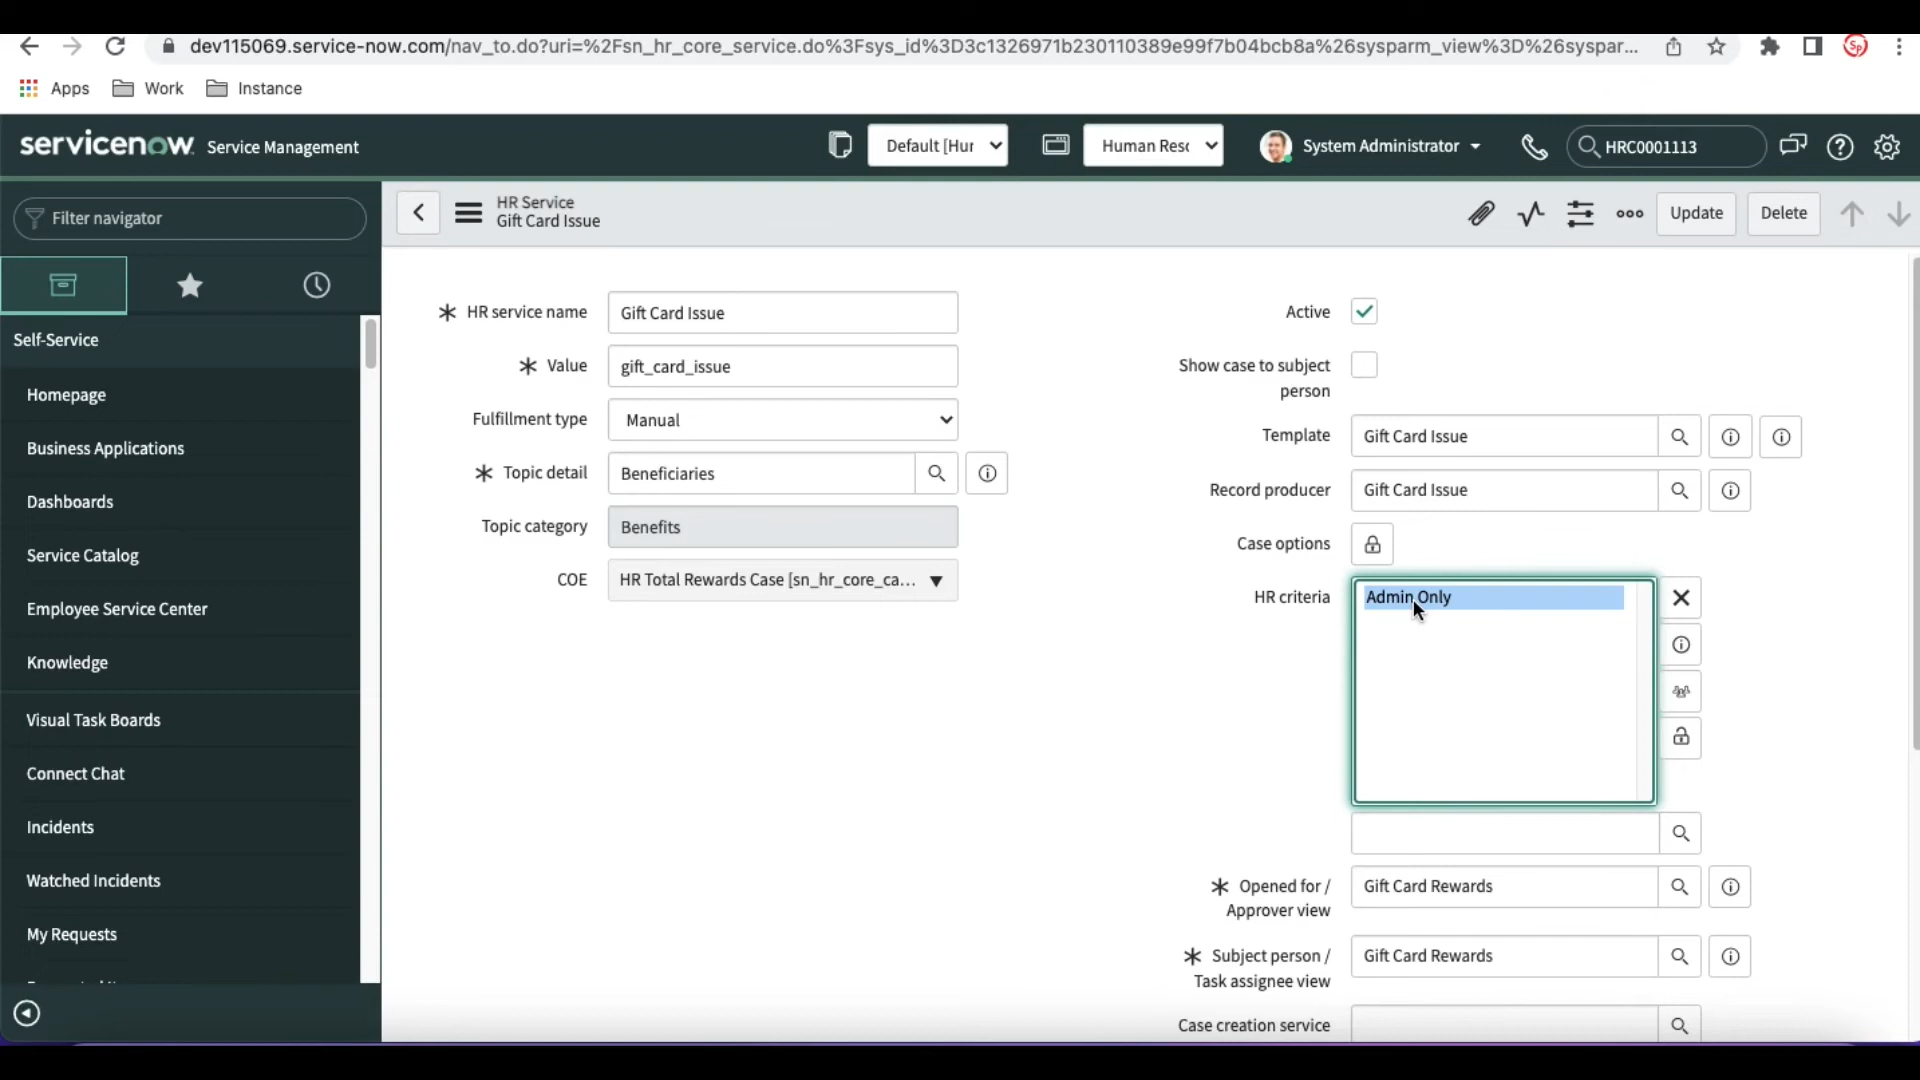 dev115069.service-now.com/nav_to.do?uri=%2Fsn_hr_core_service.do%3Fsys_id%3D3c1326971b230110389e99f7b04bcb8a%26sysparm_view%3D%26syspar...
Sp
Apps
Work
Instance
servicenow Service Management
Default [Hur
Human Resc
System Administrator
HRC0001113
Filter navigator
HR Service
Gift Card Issue
Update
Delete
Self-Service
Homepage
Business Applications
Dashboards
Service Catalog
Employee Service Center
Knowledge
Visual Task Boards
Connect Chat
Incidents
Watched Incidents
My Requests
HR service name
Gift Card Issue
Value
gift_card_issue
Fulfillment type
Manual
Topic detail
Beneficiaries
Topic category
Benefits
COE
HR Total Rewards Case [sn_hr_core_ca...
Active
Show case to subject
person
Template
Gift Card Issue
Record producer
Gift Card Issue
Case options
HR criteria
Admin Only
Opened for /
Approver view
Gift Card Rewards
Subject person /
Task assignee view
Gift Card Rewards
Case creation service